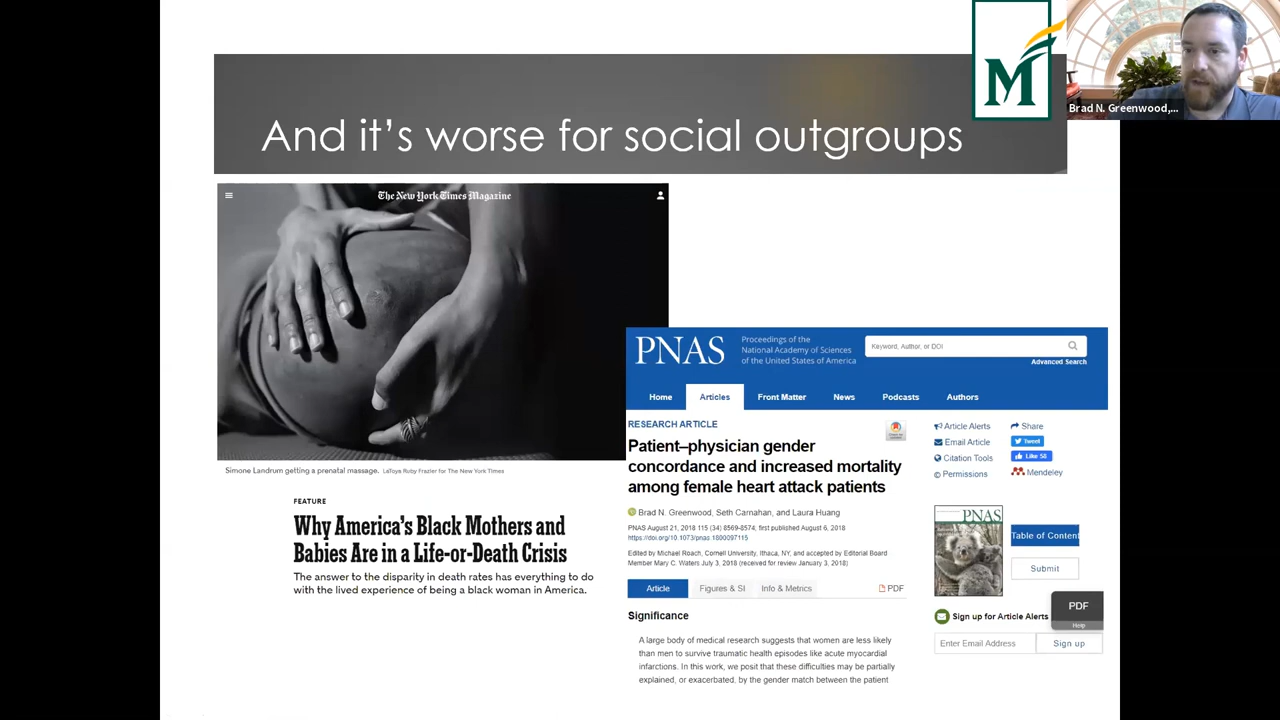 And it's worse for social outgroups
M
Brad N. Greenwood,...
The New York Times Magazine
Simone Landrum getting a prenatal massage. LaToya Ruby Frazier for The New York Times
FEATURE
Why America's Black Mothers and
Babies Are in a Life-or-Death Crisis
The answer to the disparity in death rates has everything to do
with the lived experience of being a black woman in America.
PNAS
Proceedings of the
National Academy of Sciences
of the United States of America
Keyword, Author, or DOI
Advanced Search
Home Articles Front Matter News Podcasts Authors
RESEARCH ARTICLE
Patient–physician gender
concordance and increased mortality
among female heart attack patients
Brad N. Greenwood, Seth Carnahan, and Laura Huang
PNAS August 21, 2018 115 (34) 8569-8574; first published August 6, 2018
https://doi.org/10.1073/pnas.1800097115
Edited by Michael Roach, Cornell University, Ithaca, NY, and accepted by Editorial Board
Member Mary C. Waters July 3, 2018 (received for review January 3, 2018)
Article Figures & SI Info & Metrics PDF
Significance
A large body of medical research suggests that women are less likely
than men to survive traumatic health episodes like acute myocardial
infarctions. In this work, we posit that these difficulties may be partially
explained, or exacerbated, by the gender match between the patient
Article Alerts Share
Email Article Tweet
Citation Tools Like 58
© Permissions Mendeley
PNAS
Table of Content
Submit
PDF
Help
Sign up for Article Alerts
Enter Email Address Sign up